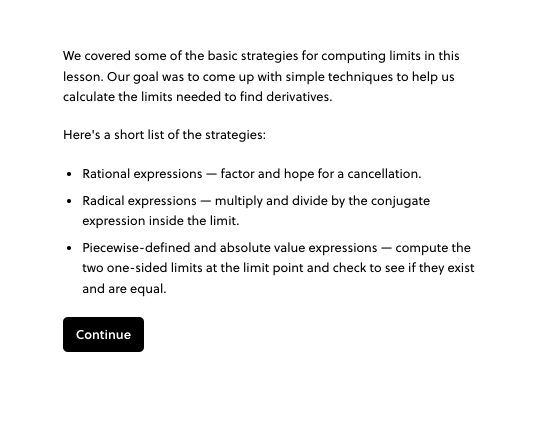 We covered some of the basic strategies for computing limits in this
lesson. Our goal was to come up with simple techniques to help us
calculate the limits needed to find derivatives.
Here's a short list of the strategies:
• Rational expressions — factor and hope for a cancellation.
• Radical expressions — multiply and divide by the conjugate
expression inside the limit.
• Piecewise-defined and absolute value expressions — compute the
two one-sided limits at the limit point and check to see if they exist
and are equal.
Continue